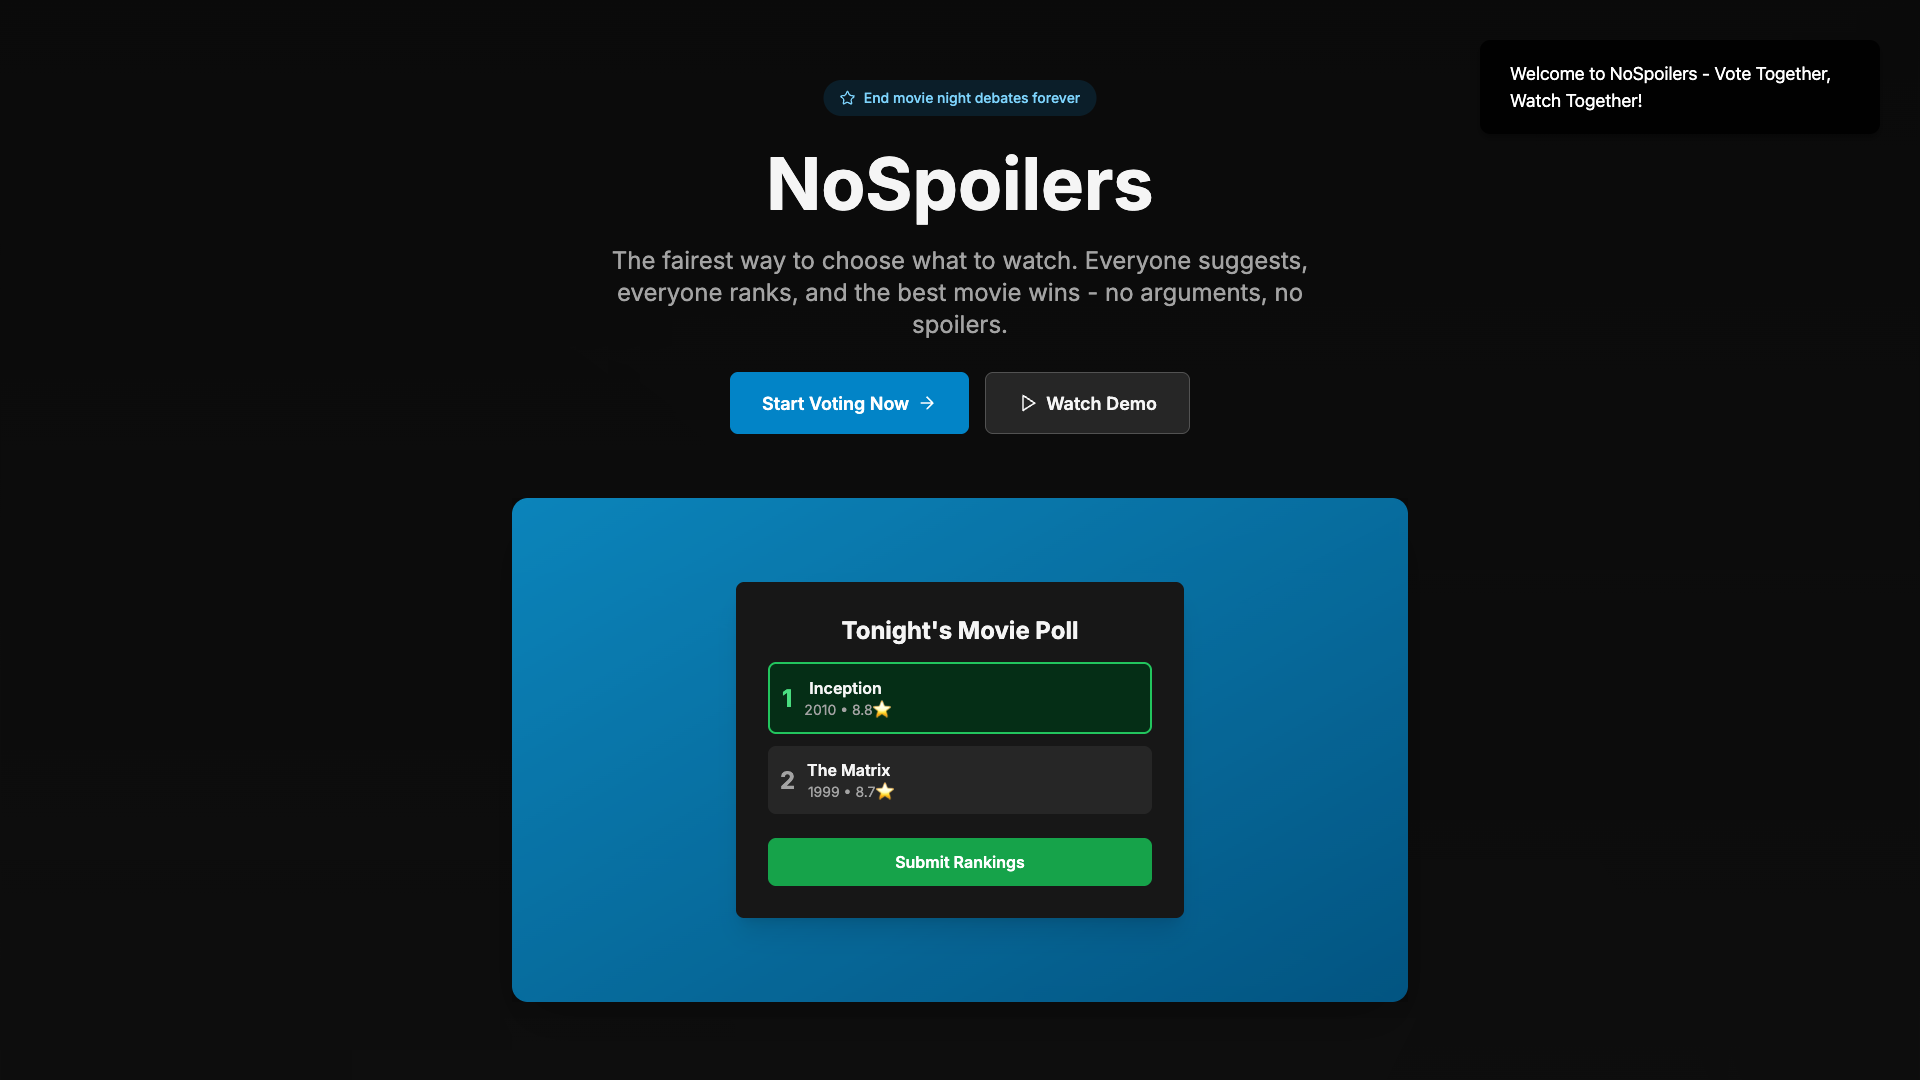 End movie night debates forever
Welcome to NoSpoilers - Vote Together,
Watch Together!
NoSpoilers
The fairest way to choose what to watch. Everyone suggests,
everyone ranks, and the best movie wins - no arguments, no
spoilers.
Start Voting Now →
Watch Demo
Tonight's Movie Poll
1 Inception
2010 • 8.8⭐
2 The Matrix
1999 • 8.7⭐
Submit Rankings